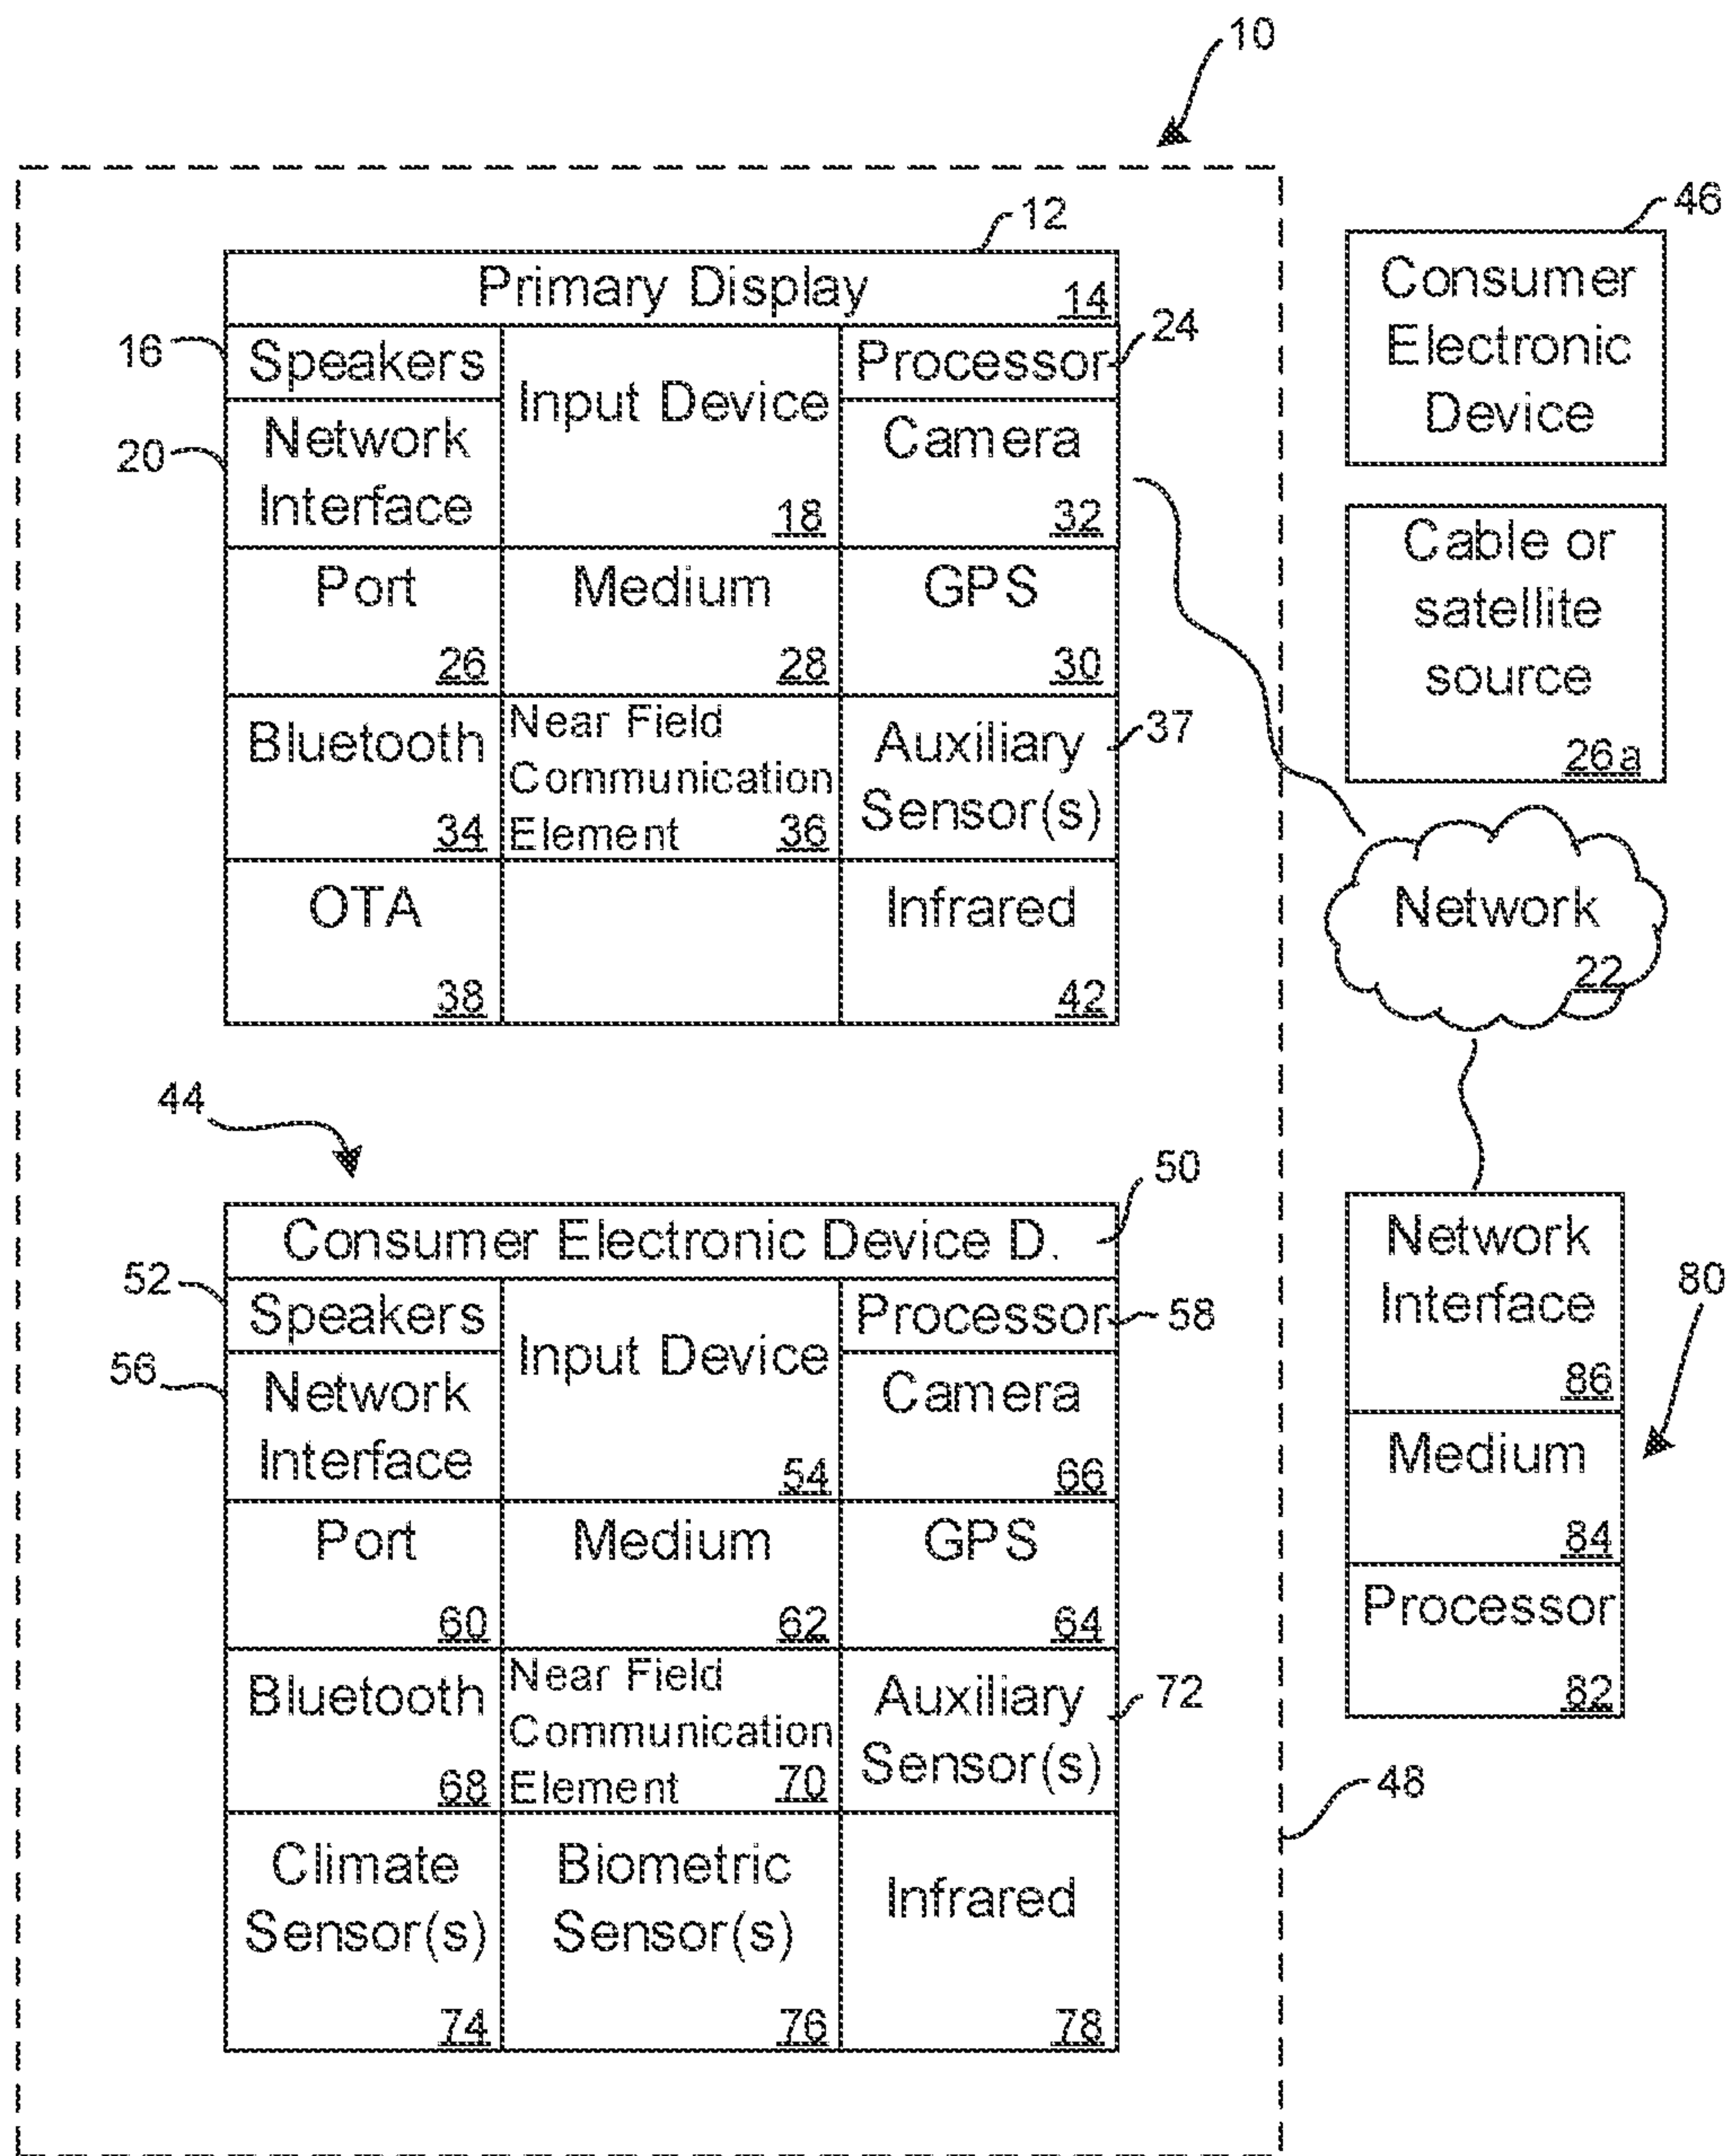 10
12
46
Primary Display
14
16
Speakers
Input Device
18
Processor
24
20
Network
Interface
Camera
32
Port
26
Medium
28
GPS
30
Bluetooth
34
Near Field
Communication
Element
36
Auxiliary
Sensor(s)
37
OTA
38
Infrared
42
Consumer
Electronic
Device
Cable or
satellite
source
26a
Network
22
44
50
Consumer Electronic Device D.
52
Speakers
Input Device
54
Processor
58
56
Network
Interface
Camera
66
Port
60
Medium
62
GPS
64
Bluetooth
68
Near Field
Communication
Element
70
Auxiliary
Sensor(s)
72
Climate
Sensor(s)
74
Biometric
Sensor(s)
76
Infrared
78
Network
Interface
86
80
Medium
84
Processor
82
48